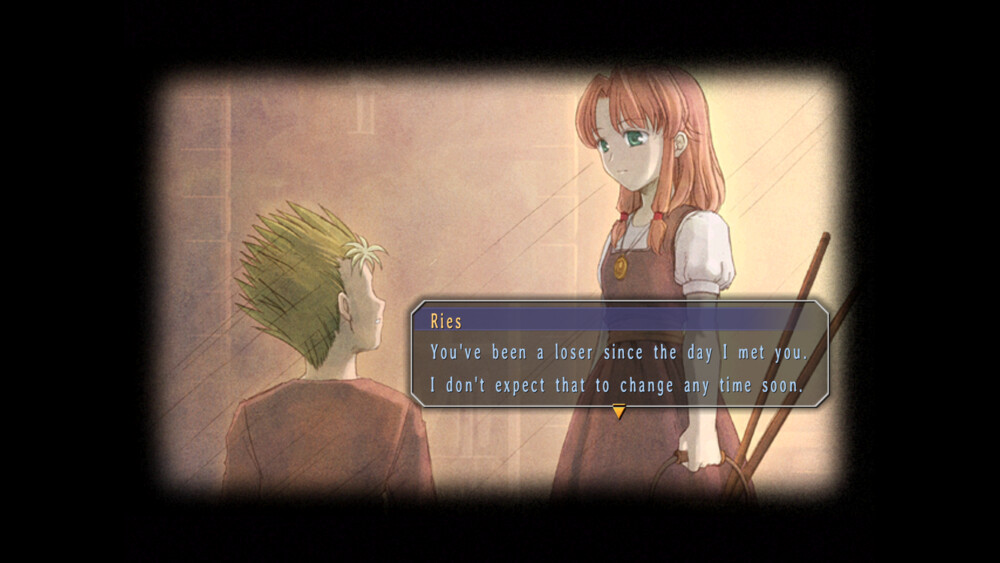 Ries
You've been a loser since the day I met you.
I don't expect that to change any time soon.